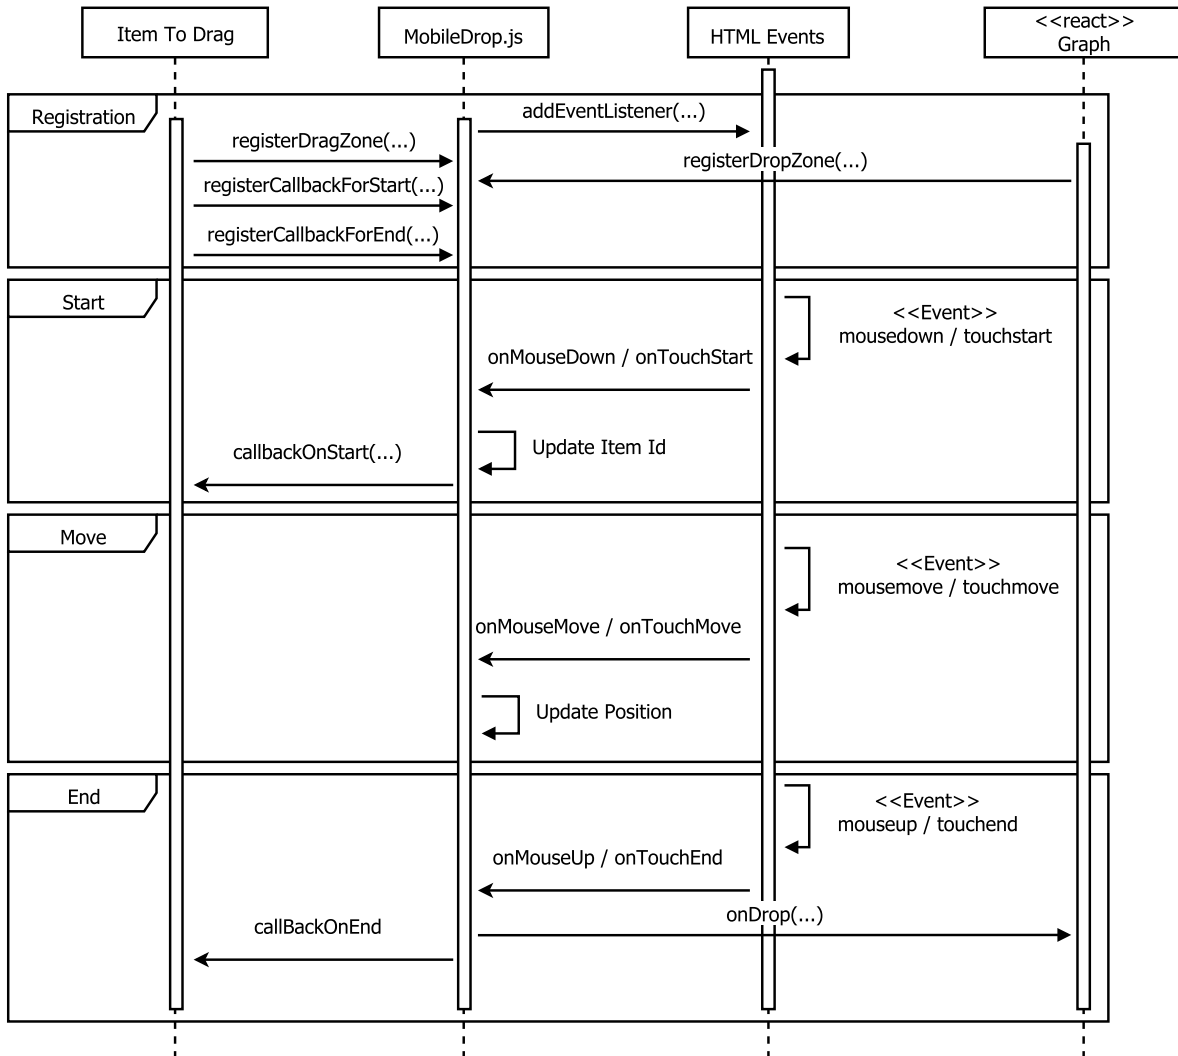 Item To Drag
MobileDrop.js
HTML Events
<<react>>
Graph
Registration
addEventListener(...)
registerDragZone(...)
registerDropZone(...)
registerCallbackForStart(...)
registerCallbackForEnd(...)
Start
<<Event>>
mousedown / touchstart
onMouseDown / onTouchStart
Update Item Id
callbackOnStart(...)
Move
<<Event>>
mousemove / touchmove
onMouseMove / onTouchMove
Update Position
End
<<Event>>
mouseup / touchend
onMouseUp / onTouchEnd
onDrop(...)
callBackOnEnd